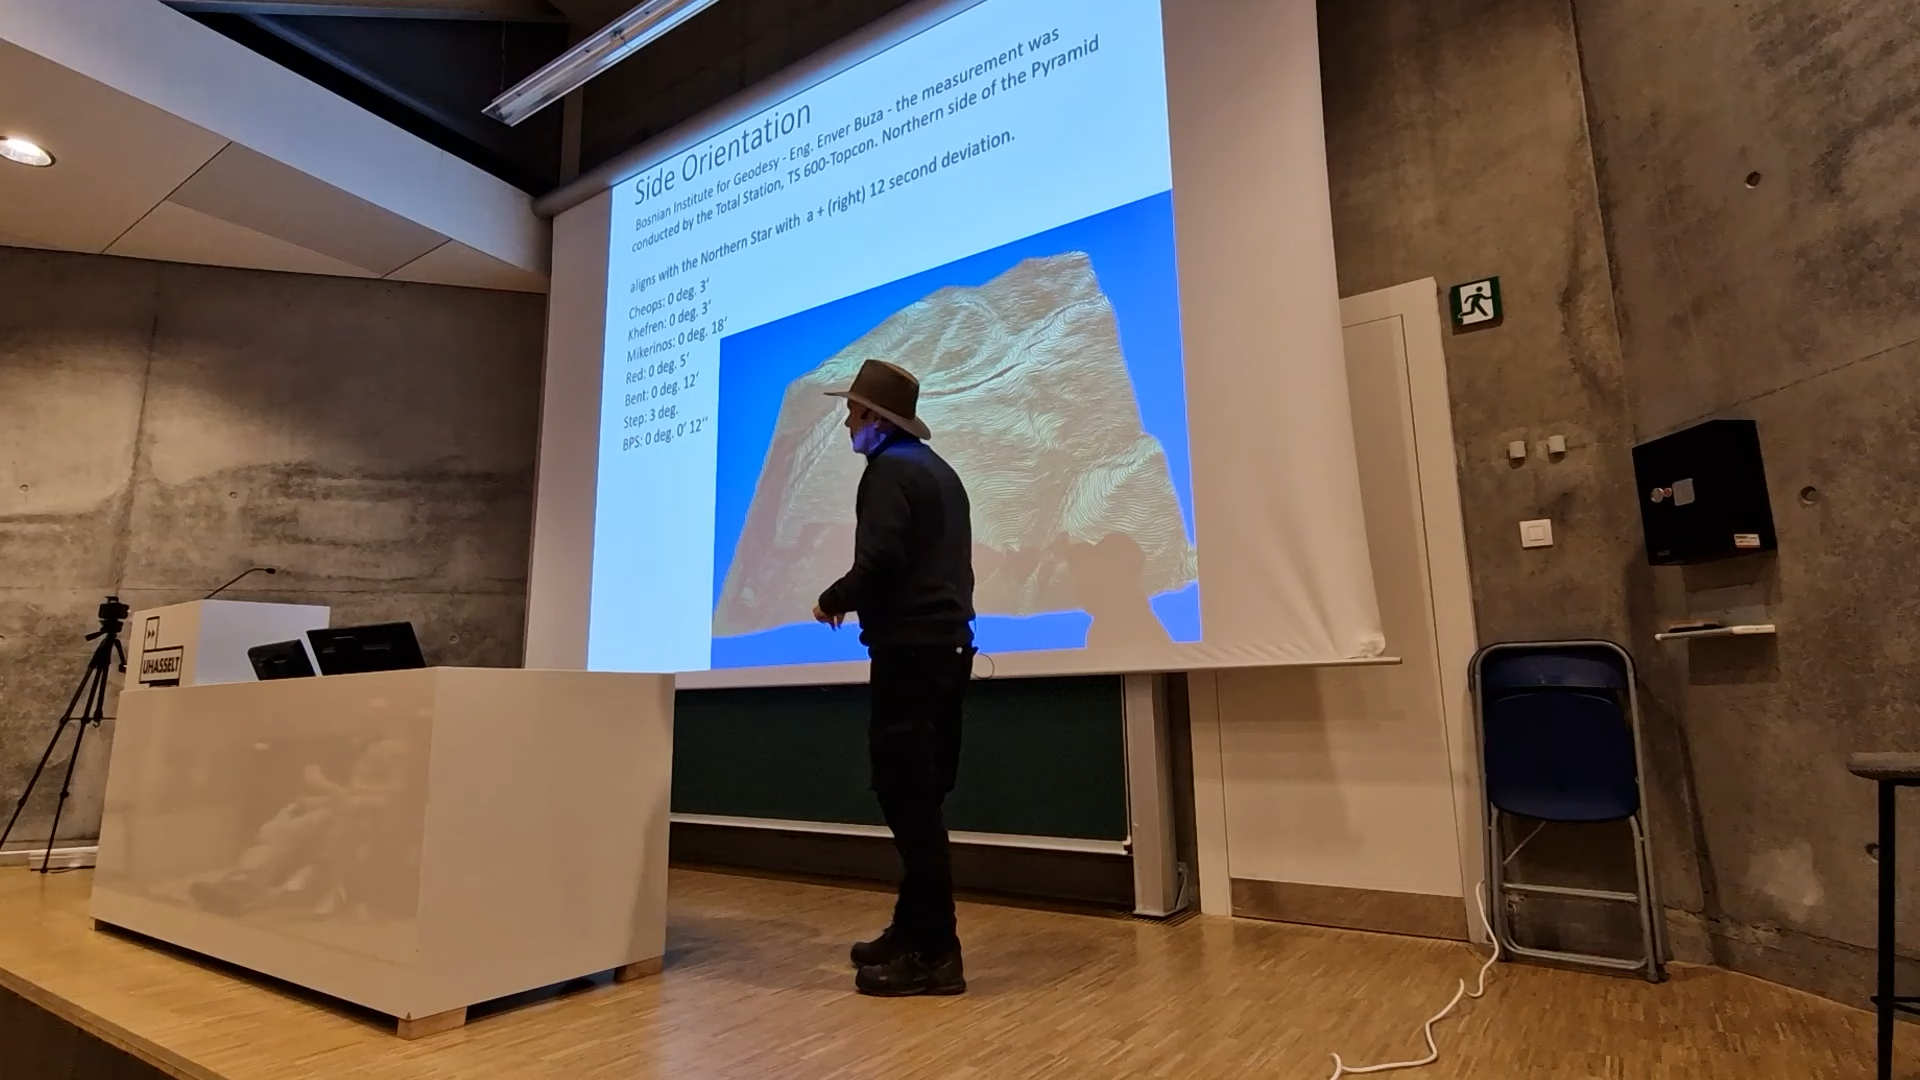 Side Orientation
Bosnian Institute for Geodesy - Eng. Enver Buza - the measurement was
conducted by the Total Station, TS 600-Topcon. Northern side of the Pyramid
aligns with the Northern Star with a + (right) 12 second deviation.
Cheops: 0 deg. 3'
Khefren: 0 deg. 3'
Mikerinos: 0 deg. 18'
Red: 0 deg. 5'
Bent: 0 deg. 12'
Step: 3 deg.
BPS: 0 deg. 0' 12"
UHASSELT